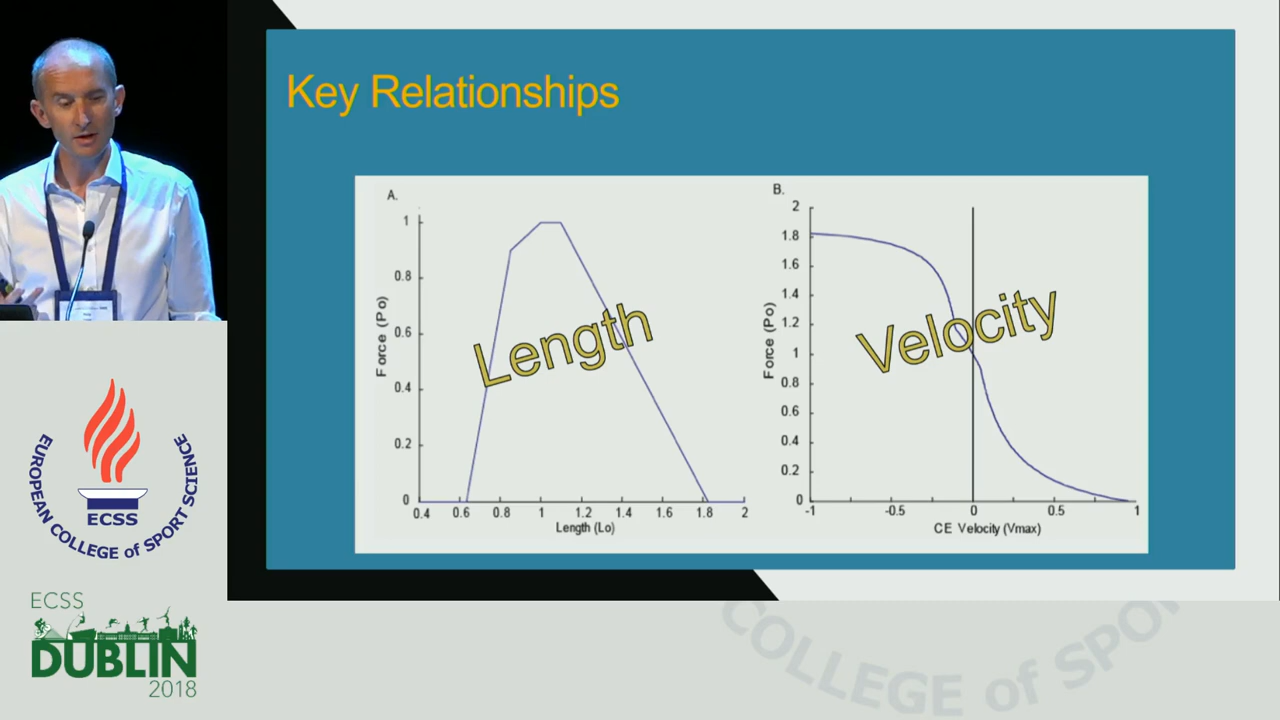 Key Relationships
A.
1
0.8
0.6
0.4
0.2
0
Force (Po)
0.4 0.6 0.8 1 1.2 1.4 1.6 1.8 2
Length (Lo)
Length
B.
2
1.8
1.6
1.4
1.2
1
0.8
0.6
0.4
0.2
0
Force (Po)
-1 -0.5 0 0.5 1
CE Velocity (Vmax)
Velocity
EUROPEAN COLLEGE of SPORT SCIENCE
ECSS
ECSS
DUBLIN
2018
COLLEGE of SPOR